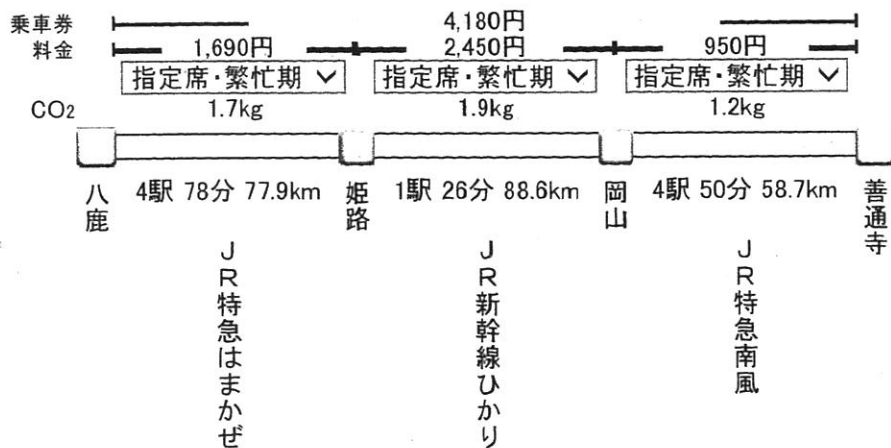 乗車券 4,180円
料金 1,690円 2,450円 950円
指定席・繁忙期 指定席・繁忙期 指定席・繁忙期
CO2 1.7kg 1.9kg 1.2kg
八鹿 4駅 78分 77.9km 姫路 1駅 26分 88.6km 岡山 4駅 50分 58.7km 善通寺
JR特急はまかぜ
JR新幹線ひかり
JR特急南風